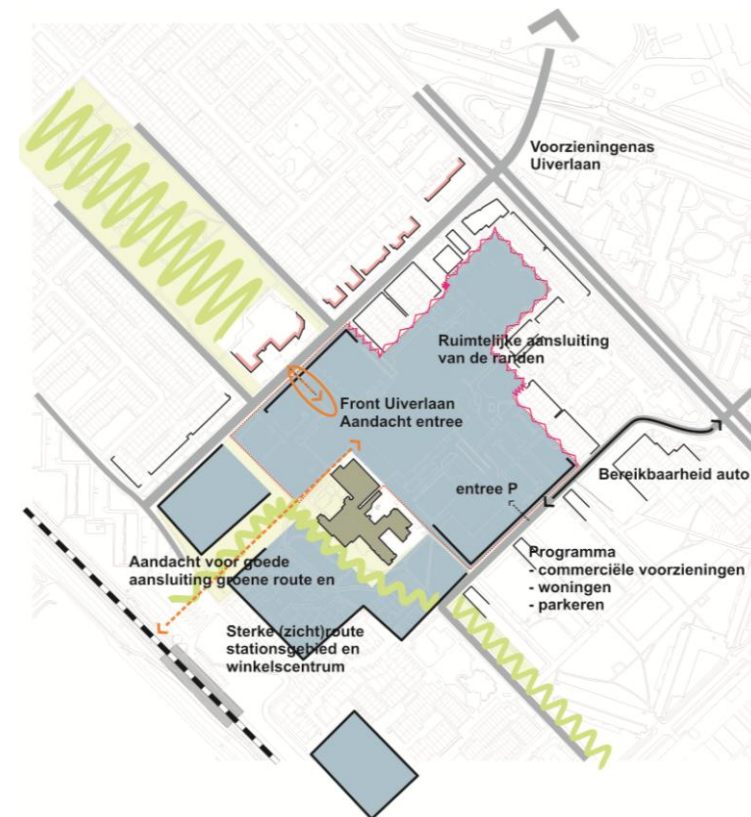 Voorzieningenas
Uiverlaan
Ruimtelijke aansluiting
van de randen
Front Uiverlaan
Aandacht entree
Bereikbaarheid auto
entree P
Programma
- commerciële voorzieningen
- woningen
- parkeren
Aandacht voor goede
aansluiting groene route en
Sterke (zicht)route
stationsgebied en
winkelscentrum